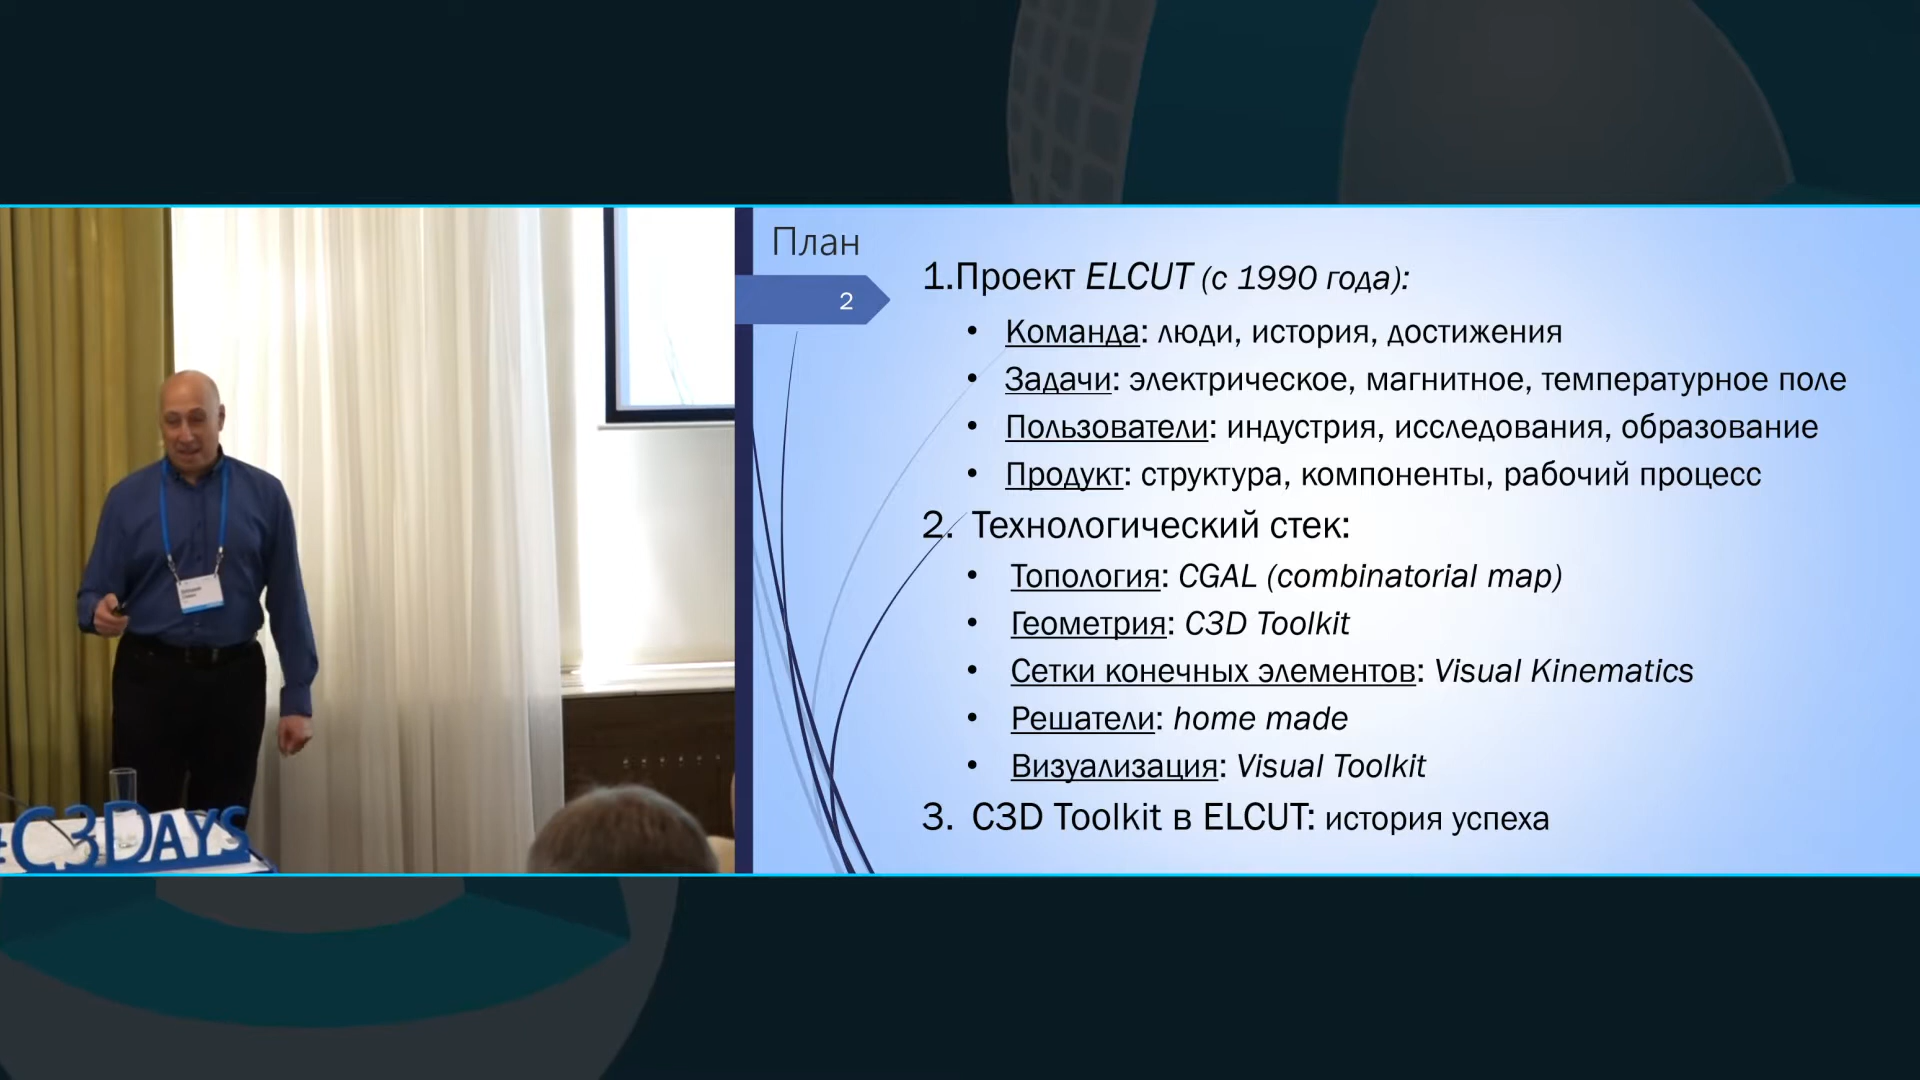 План
2
1.Проект ELCUT (с 1990 года):
• Команда: люди, история, достижения
• Задачи: электрическое, магнитное, температурное поле
• Пользователи: индустрия, исследования, образование
• Продукт: структура, компоненты, рабочий процесс
2. Технологический стек:
• Топология: CGAL (combinatorial map)
• Геометрия: C3D Toolkit
• Сетки конечных элементов: Visual Kinematics
• Решатели: home made
• Визуализация: Visual Toolkit
3. C3D Toolkit в ELCUT: история успеха
#C3DAYS